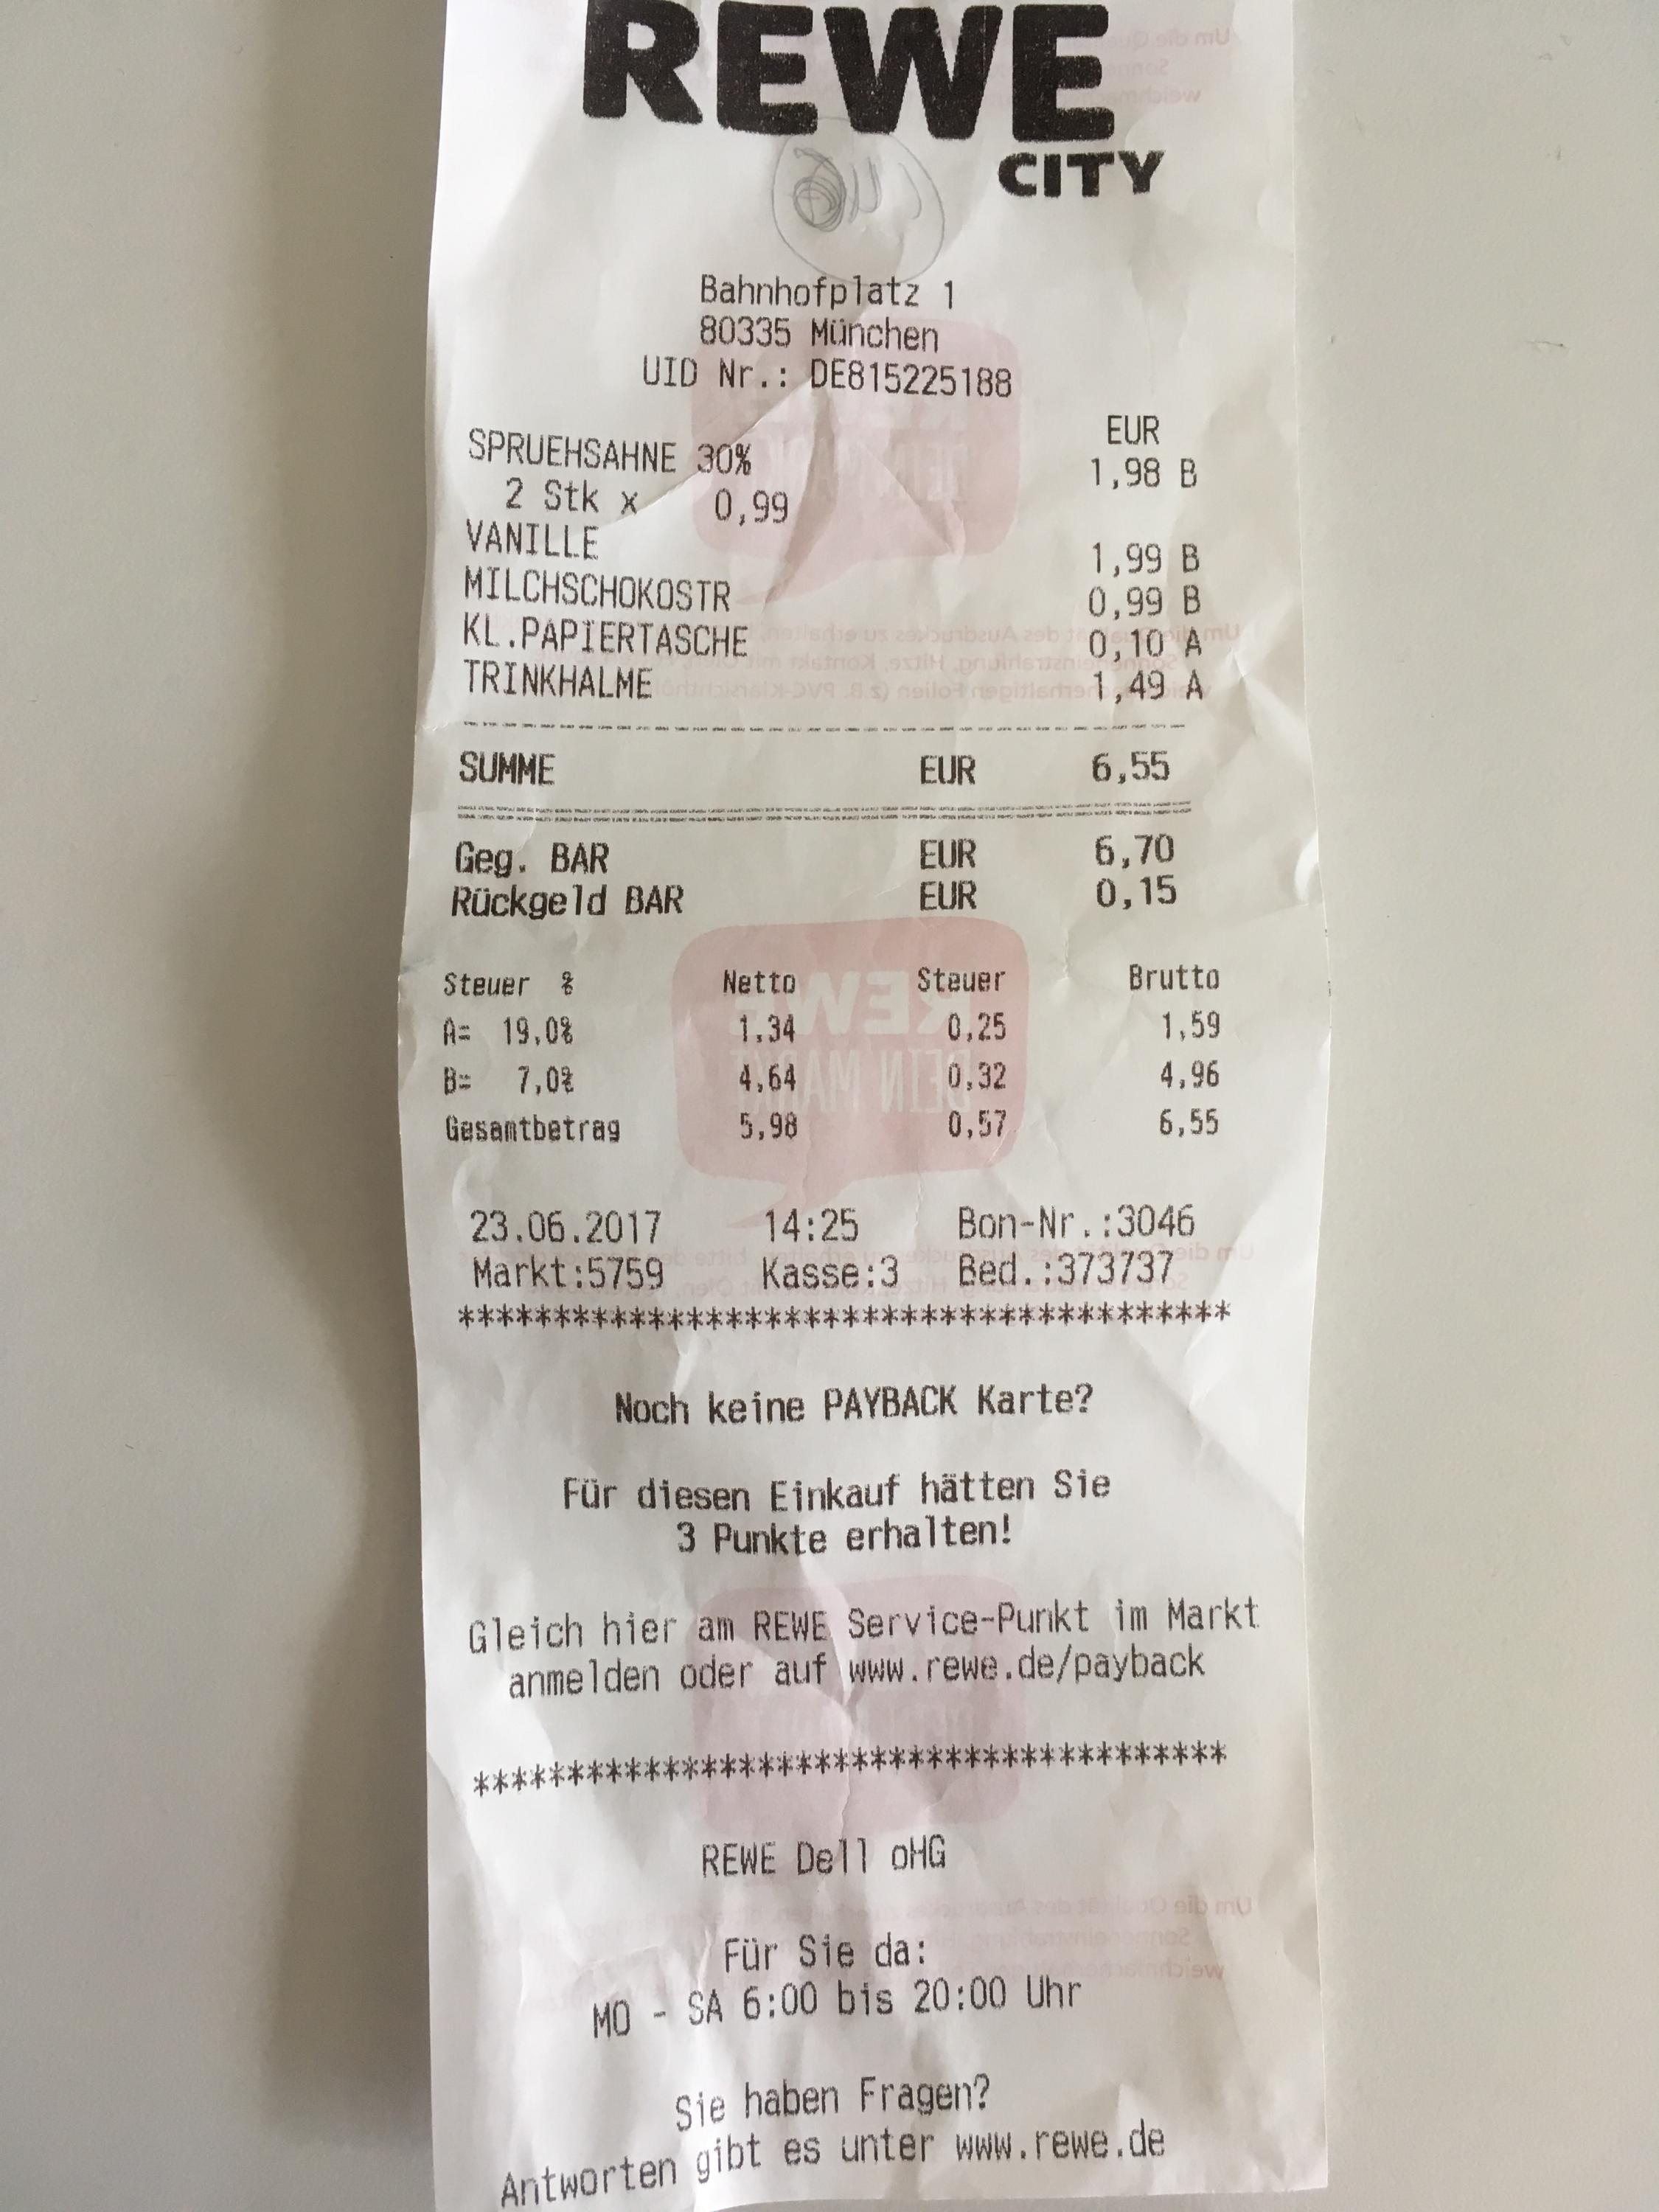 REWE
CITY
Bahnhofplatz 1
80335 München
UID Nr.: DE815225188
EUR
SPRUEHSAHNE 30% 1,98 B
2 Stk x 0,99
VANILLE 1,99 B
MILCHSCHOKOSTR 0,99 B
KL.PAPIERTASCHE 0,10 A
TRINKHALME 1,49 A
SUMME EUR 6,55
Geg. BAR EUR 6,70
Rückgeld BAR EUR 0,15
Steuer % Netto Steuer Brutto
A= 19,0% 1,34 0,25 1,59
B= 7,0% 4,64 0,32 4,96
Gesamtbetrag 5,98 0,57 6,55
23.06.2017 14:25 Bon-Nr.:3046
Markt:5759 Kasse:3 Bed.:373737
****************************************
Noch keine PAYBACK Karte?
Für diesen Einkauf hätten Sie
3 Punkte erhalten!
Gleich hier am REWE Service-Punkt im Markt
anmelden oder auf www.rewe.de/payback
****************************************
REWE Dell oHG
Für Sie da:
MO - SA 6:00 bis 20:00 Uhr
Sie haben Fragen?
Antworten gibt es unter www.rewe.de